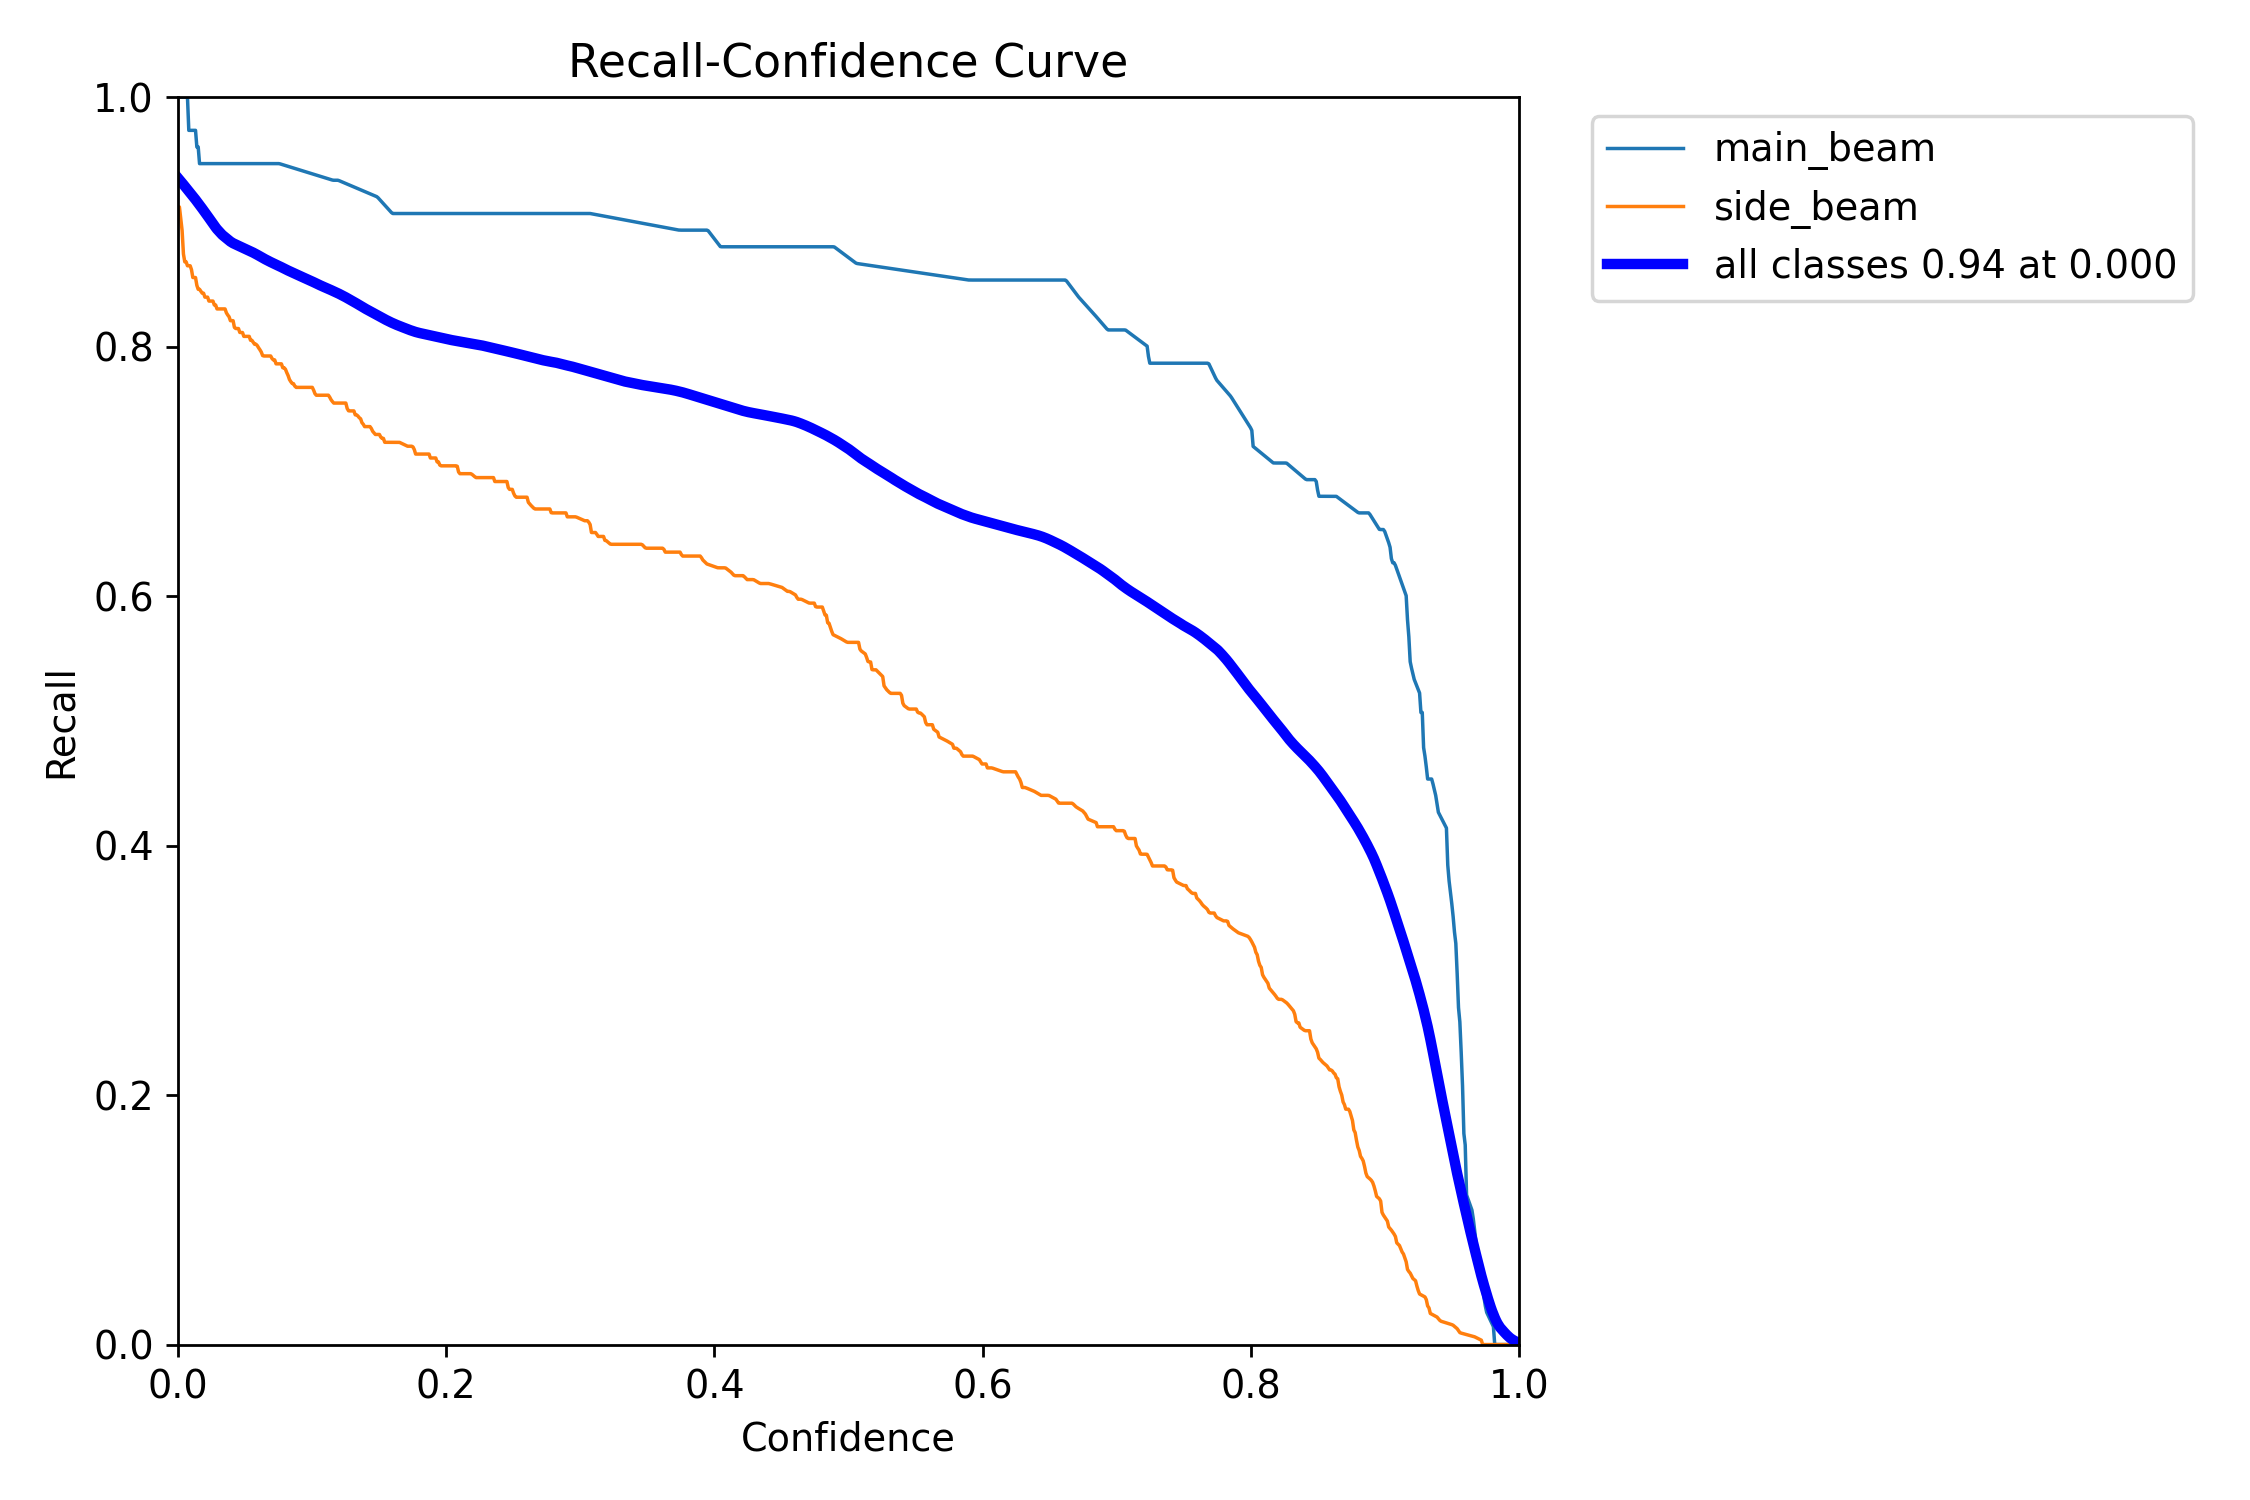 Recall-Confidence Curve
1.0
0.8
0.6
0.4
0.2
0.0
Recall
0.0 0.2 0.4 0.6 0.8 1.0
Confidence
main_beam
side_beam
all classes 0.94 at 0.000